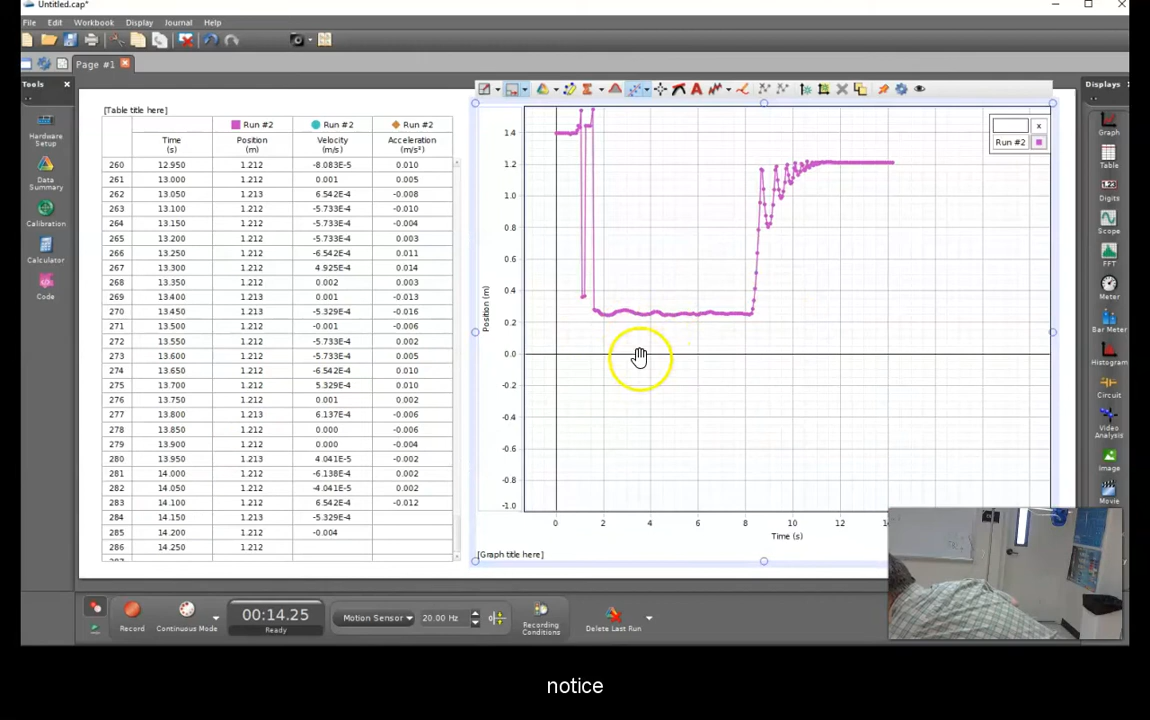 Untitled.cap*
File Edit Workbook Display Journal Help
Page #1
Tools
Hardware Setup
Data Summary
Calibration
Calculator
Code
[Table title here]
Run #2 Run #2 Run #2
Time (s) Position (m) Velocity (m/s) Acceleration (m/s²)
260 12.950 1.212 -8.083E-5 0.010
261 13.000 1.212 0.001 0.005
262 13.050 1.213 6.542E-4 -0.008
263 13.100 1.212 -5.733E-4 -0.010
264 13.150 1.212 -5.733E-4 -0.004
265 13.200 1.212 -5.733E-4 0.003
266 13.250 1.212 -6.542E-4 0.011
267 13.300 1.212 4.925E-4 0.014
268 13.350 1.212 0.002 0.003
269 13.400 1.213 0.001 -0.013
270 13.450 1.213 -5.329E-4 -0.016
271 13.500 1.212 -0.001 -0.006
272 13.550 1.212 -5.733E-4 0.002
273 13.600 1.212 -5.733E-4 0.005
274 13.650 1.212 -6.542E-4 0.010
275 13.700 1.212 5.329E-4 0.010
276 13.750 1.212 0.001 0.002
277 13.800 1.213 6.137E-4 -0.006
278 13.850 1.212 0.000 -0.006
279 13.900 1.212 0.000 -0.004
280 13.950 1.213 4.041E-5 -0.002
281 14.000 1.212 -6.138E-4 0.002
282 14.050 1.212 -4.041E-5 0.002
283 14.100 1.212 6.542E-4 -0.012
284 14.150 1.213 -5.329E-4
285 14.200 1.212 -0.004
286 14.250 1.212
1.4
1.2
1.0
0.8
0.6
0.4
0.2
0.0
-0.2
-0.4
-0.6
-0.8
-1.0
Position (m)
0 2 4 6 8 10 12
Time (s)
[Graph title here]
x
Run #2
Displays
Graph
Table
Digits
Scope
FFT
Meter
Bar Meter
Histogram
Circuit
Video Analysis
Image
Movie
Record
Continuous Mode
00:14.25
Ready
Motion Sensor 20.00 Hz
Recording Conditions
Delete Last Run
notice